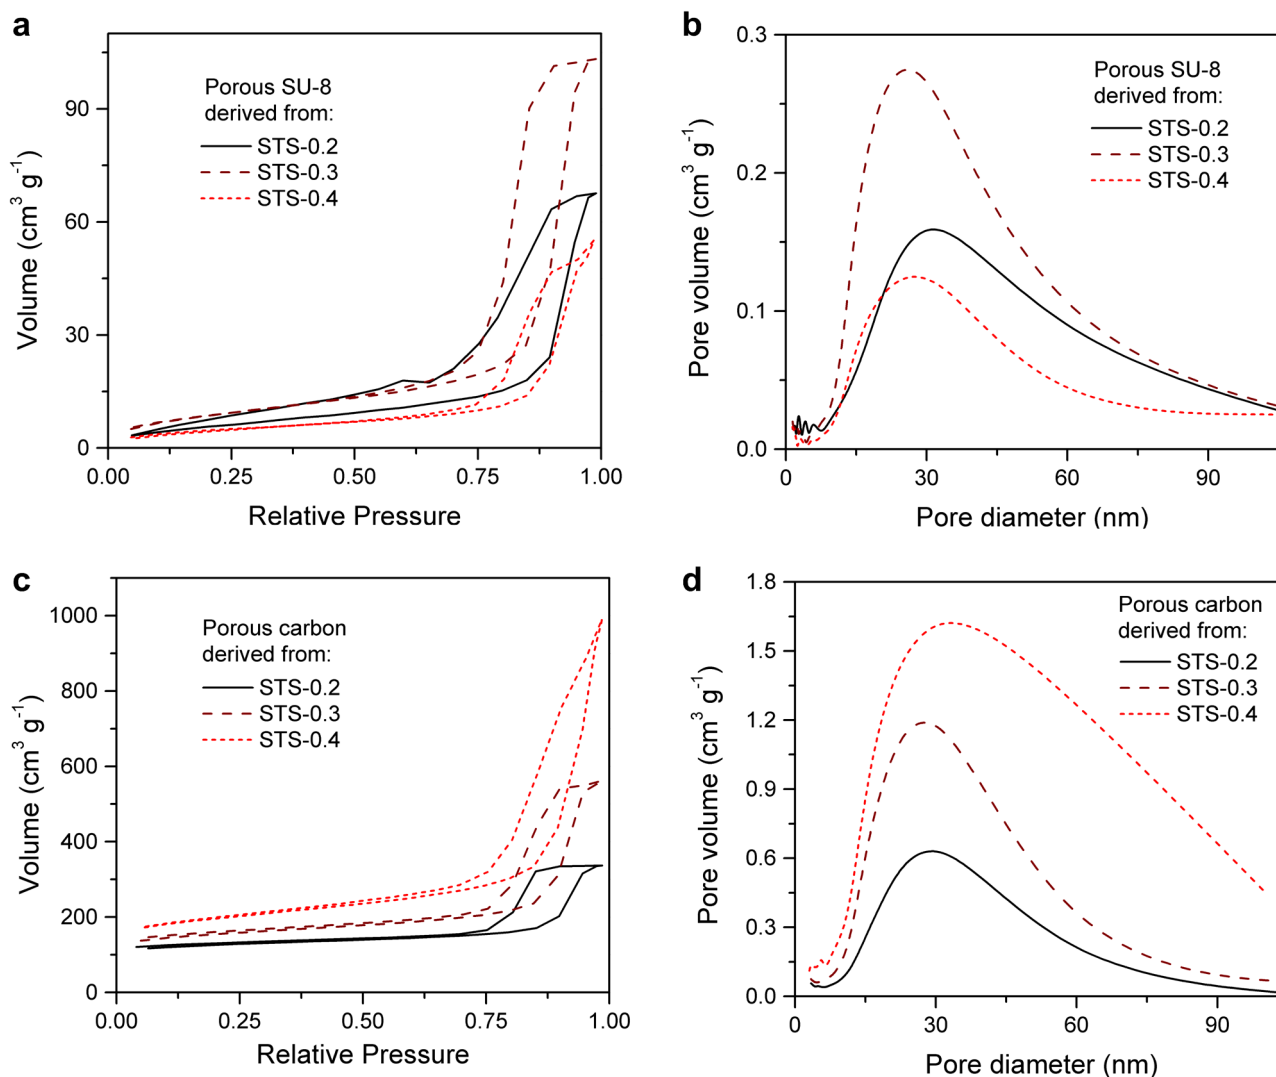 a
Volume (cm³ g⁻¹)
90
60
30
0
0.00
0.25
0.50
0.75
1.00
Relative Pressure
Porous SU-8
derived from:
STS-0.2
STS-0.3
STS-0.4
b
Pore volume (cm³ g⁻¹)
0.3
0.2
0.1
0.0
0
30
60
90
Pore diameter (nm)
Porous SU-8
derived from:
STS-0.2
STS-0.3
STS-0.4
c
Volume (cm³ g⁻¹)
1000
800
600
400
200
0
0.00
0.25
0.50
0.75
1.00
Relative Pressure
Porous carbon
derived from:
STS-0.2
STS-0.3
STS-0.4
d
Pore volume (cm³ g⁻¹)
1.8
1.5
1.2
0.9
0.6
0.3
0.0
0
30
60
90
Pore diameter (nm)
Porous carbon
derived from:
STS-0.2
STS-0.3
STS-0.4